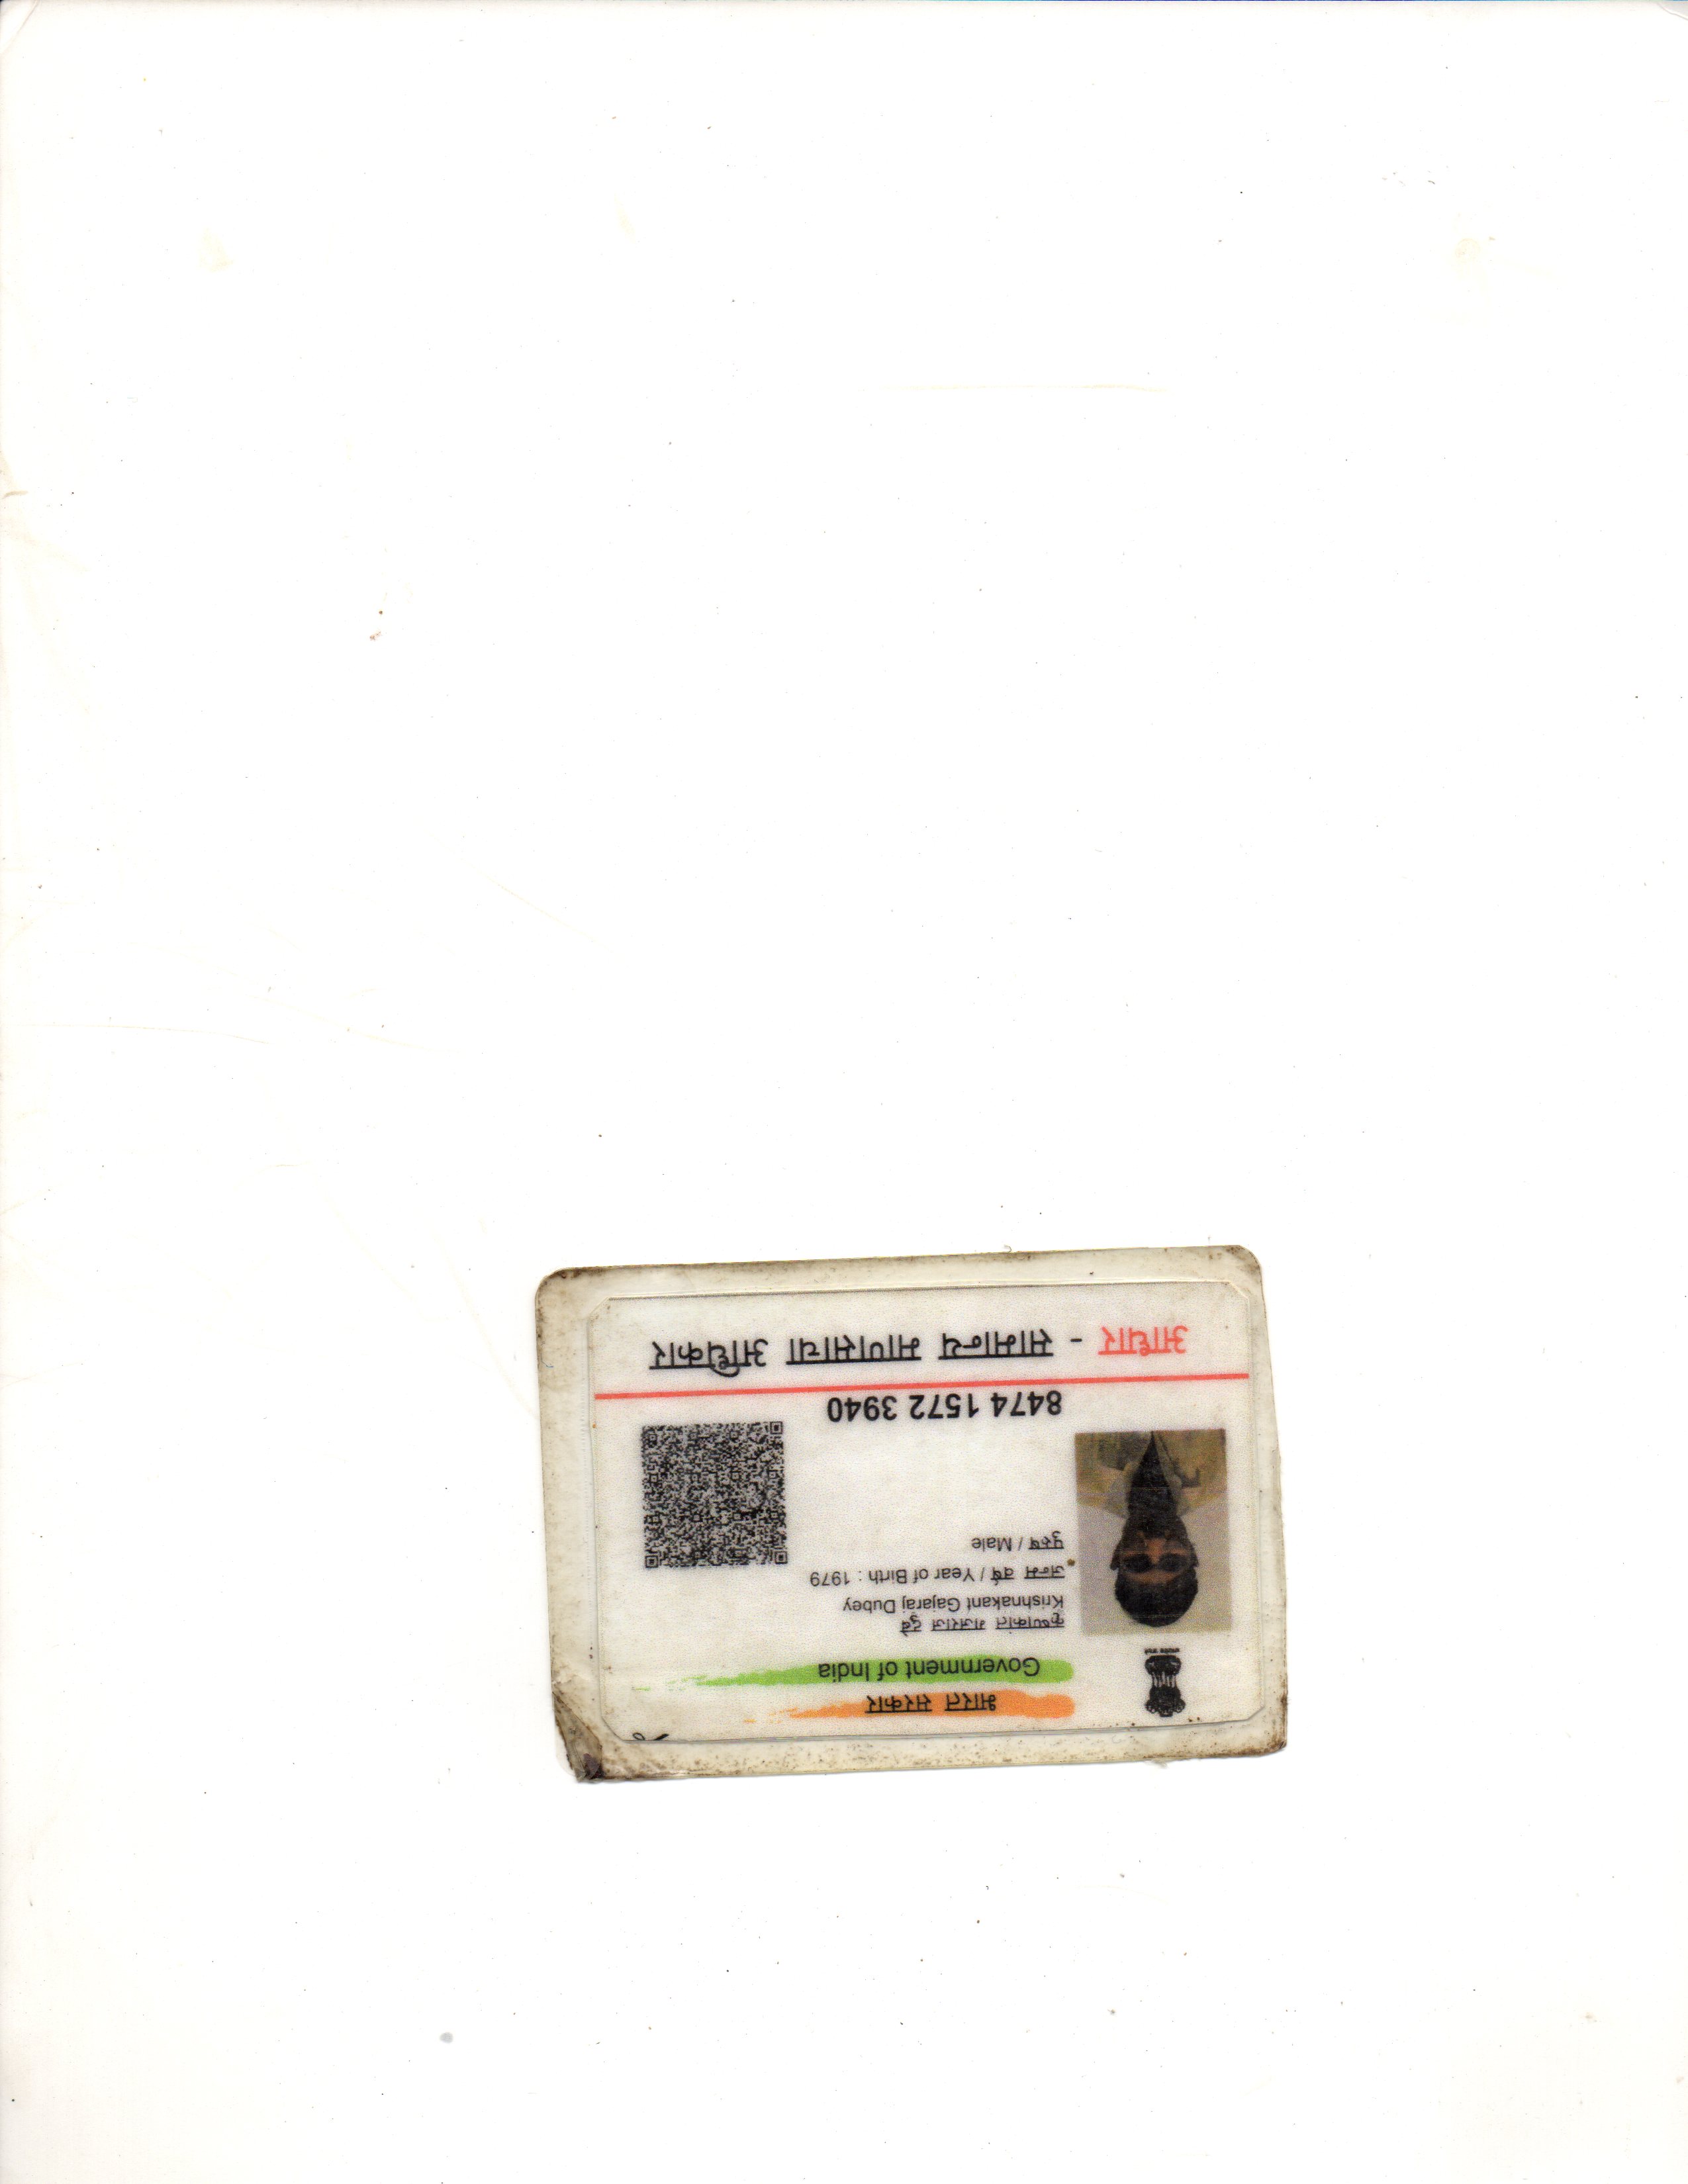 भारत सरकार
Government of India
कृष्णकांत गजराज दुबे
Krishnakant Gajaraj Dubey
जन्म वर्ष / Year of Birth : 1979
पुरुष / Male
8474 1572 3940
आधार - सामान्य माणसाचा अधिकार